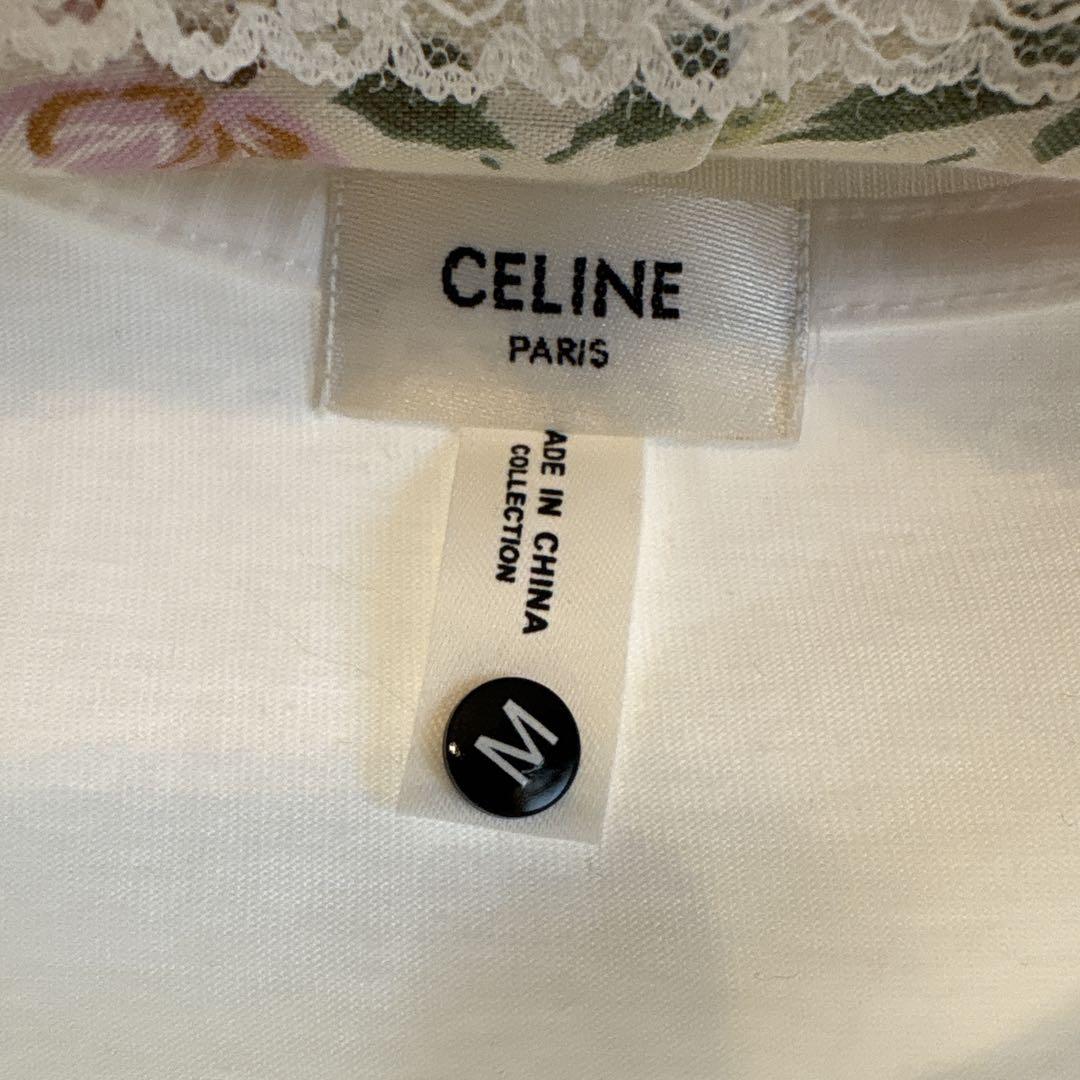 CELINE
PARIS
ADE IN CHINA
COLLECTION
M